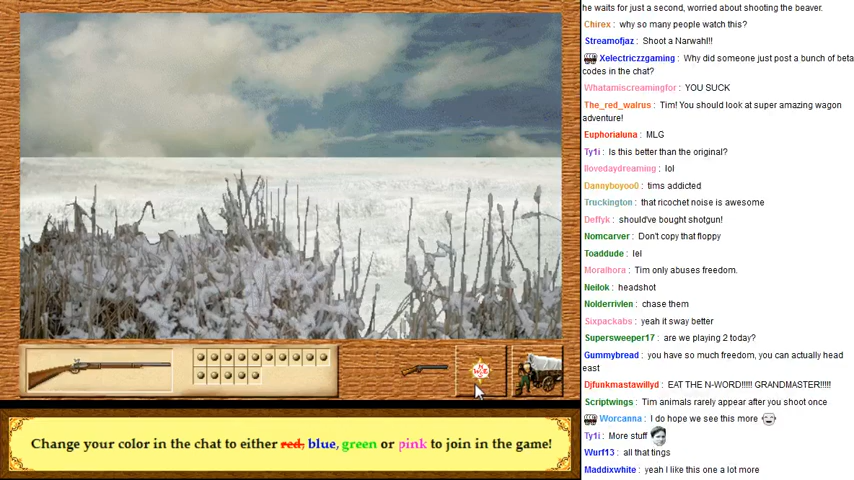 he waits for just a second, worried about shooting the beaver.
Chirex : why so many people watch this?
Streamofjaz : Shoot a Narwahl!!!
Xelectriczzgaming : Why did someone just post a bunch of beta
codes in the chat?
Whatamiscreamingfor : YOU SUCK
The_red_walrus : Tim! You should look at super amazing wagon
adventure!
Euphorialuna : MLG
Ty1i : Is this better than the original?
Ilovedaydreaming : lol
Dannyboyoo0 : tims addicted
Truckington : that ricochet noise is awesome
Deffyk : should've bought shotgun!
Nomcarver : Don't copy that floppy
Toaddude : lel
Moralhora : Tim only abuses freedom.
Neilok : headshot
Nolderrivlen : chase them
Sixpackabs : yeah it sway better
Supersweeper17 : are we playing 2 today?
Gummybread : you have so much freedom, you can actually head
east
Djfunkmastawillyd : EAT THE N-WORD!!!!! GRANDMASTER!!!!!
Scriptwings : Tim animals rarely appear after you shoot once
Worcanna : I do hope we see this more
Ty1i : More stuff
Wurf13 : all that tings
Maddixwhite : yeah I like this one a lot more
Change your color in the chat to either red, blue, green or pink to join in the game!